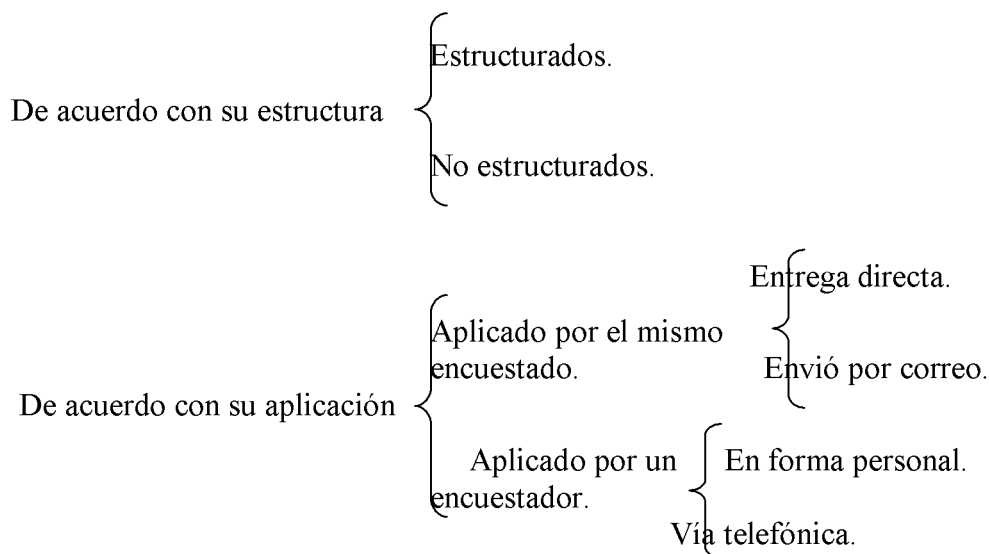 Estructurados.
De acuerdo con su estructura
No estructurados.
Entrega directa.
Aplicado por el mismo
encuestado.
Envió por correo.
De acuerdo con su aplicación
Aplicado por un
encuestador.
En forma personal.
Vía telefónica.